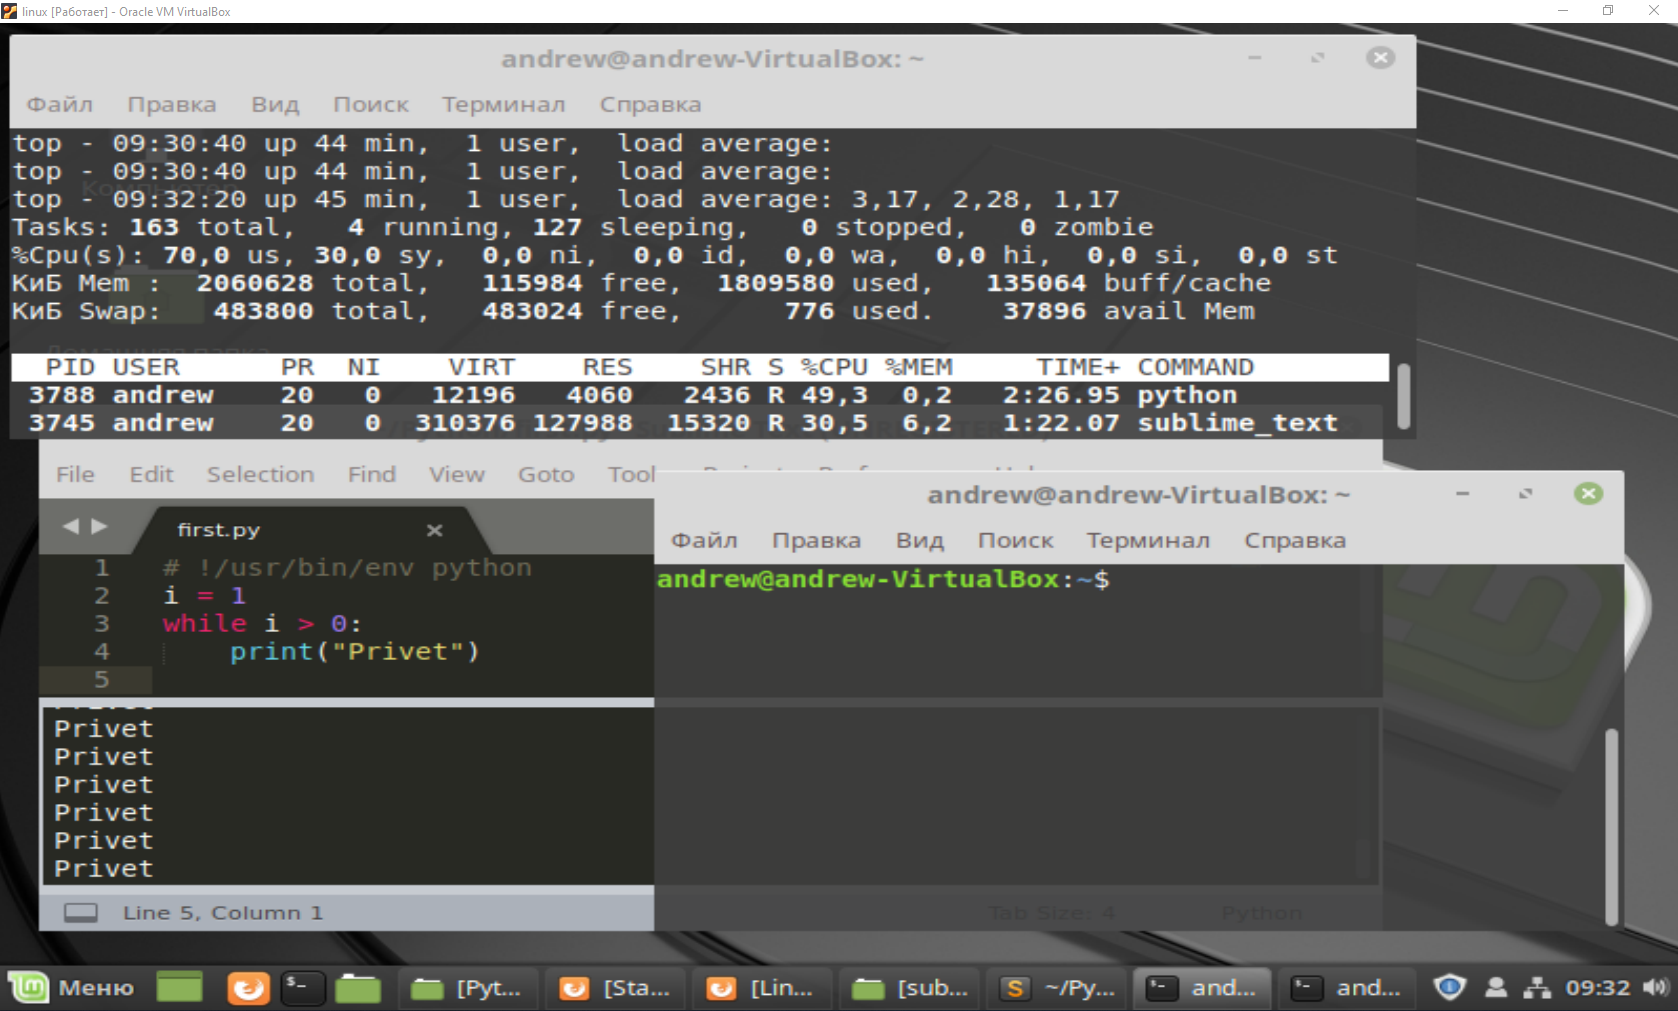 linux [Работает] - Oracle VM VirtualBox
andrew@andrew-VirtualBox: ~
Файл Правка Вид Поиск Терминал Справка
top - 09:30:40 up 44 min, 1 user, load average:
top - 09:30:40 up 44 min, 1 user, load average:
Компьютер
top - 09:32:20 up 45 min, 1 user, load average: 3,17, 2,28, 1,17
Tasks: 163 total, 4 running, 127 sleeping, 0 stopped, 0 zombie
%Cpu(s): 70,0 us, 30,0 sy, 0,0 ni, 0,0 id, 0,0 wa, 0,0 hi, 0,0 si, 0,0 st
КиБ Mem : 2060628 total, 115984 free, 1809580 used, 135064 buff/cache
КиБ Swap: 483800 total, 483024 free, 776 used. 37896 avail Mem
Домашняя папка
PID USER PR NI VIRT RES SHR S %CPU %MEM TIME+ COMMAND
3788 andrew 20 0 12196 4060 2436 R 49,3 0,2 2:26.95 python
3745 andrew 20 0 310376 127988 15320 R 30,5 6,2 1:22.07 sublime_text
File Edit Selection Find View Goto Tool
first.py
1 # !/usr/bin/env python
2 i = 1
3 while i > 0:
4 print("Privet")
5
Privet
Privet
Privet
Privet
Privet
Privet
Line 5, Column 1 Tab Size: 4 Python
andrew@andrew-VirtualBox: ~
Файл Правка Вид Поиск Терминал Справка
andrew@andrew-VirtualBox:~$
Меню [Pyt... [Sta... [Lin... [sub... ~/Py... and... and... 09:32